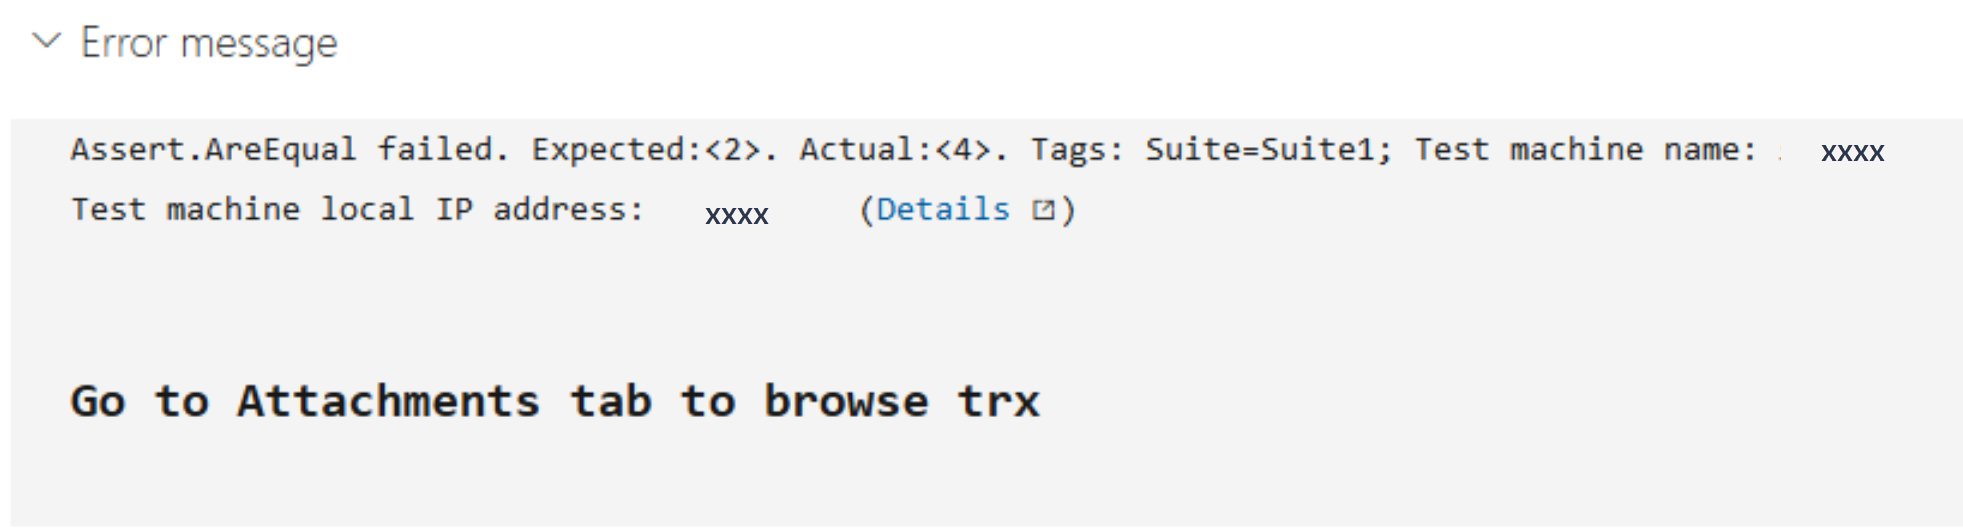 Error message
Assert.AreEqual failed. Expected:<2>. Actual:<4>. Tags: Suite=Suite1; Test machine name: xxxx
Test machine local IP address: xxxx (Details)
Go to Attachments tab to browse trx